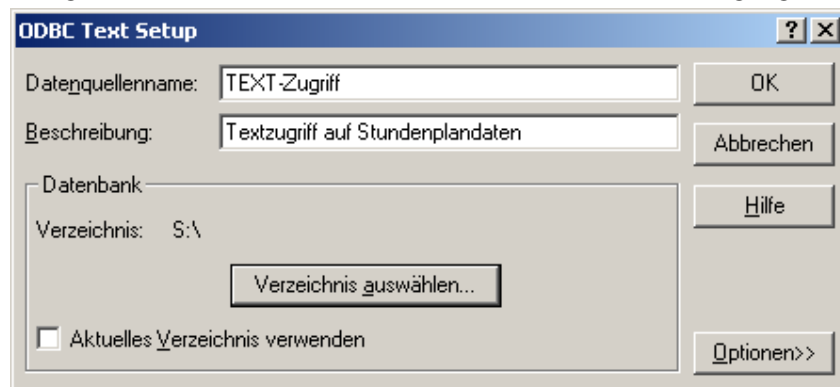 ODBC Text Setup
Datenquellenname: TEXT-Zugriff OK
Beschreibung: Textzugriff auf Stundenplandaten Abbrechen
Datenbank
Hilfe
Verzeichnis: S:\
Verzeichnis auswählen...
Aktuelles Verzeichnis verwenden
Optionen>>